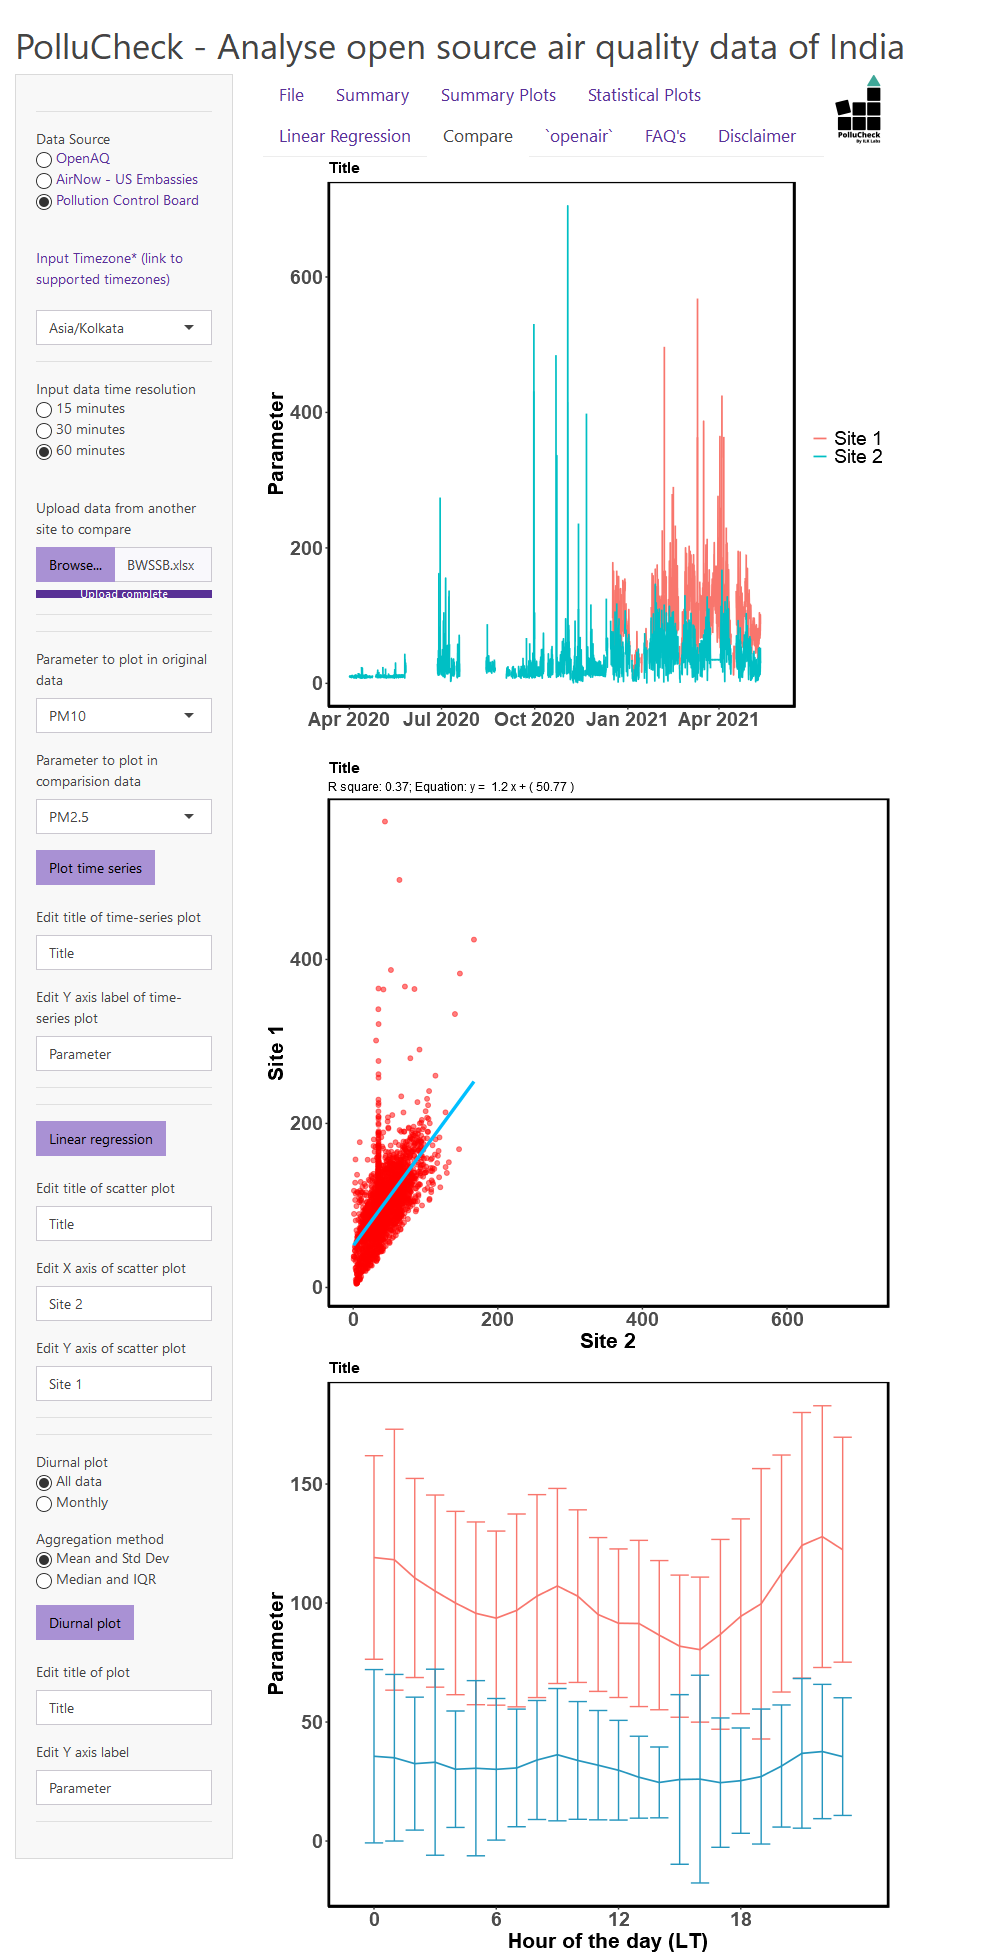 PolluCheck - Analyse open source air quality data of India
Data Source
OpenAQ
AirNow - US Embassies
Pollution Control Board
Input Timezone* (link to
supported timezones)
Asia/Kolkata
Input data time resolution
15 minutes
30 minutes
60 minutes
Upload data from another
site to compare
Browse... BWSSB.xlsx
Upload complete
Parameter to plot in original
data
PM10
Parameter to plot in
comparision data
PM2.5
Plot time series
Edit title of time-series plot
Title
Edit Y axis label of time-
series plot
Parameter
Linear regression
Edit title of scatter plot
Title
Edit X axis of scatter plot
Site 2
Edit Y axis of scatter plot
Site 1
Diurnal plot
All data
Monthly
Aggregation method
Mean and Std Dev
Median and IQR
Diurnal plot
Edit title of plot
Title
Edit Y axis label
Parameter
File Summary Summary Plots Statistical Plots
Linear Regression Compare `openair` FAQ's Disclaimer
PolluCheck
By ILK Labs
Title
Parameter
600
400
200
0
Apr 2020 Jul 2020 Oct 2020 Jan 2021 Apr 2021
Site 1
Site 2
Title
R square: 0.37; Equation: y = 1.2 x + ( 50.77 )
Site 1
400
200
0
0 200 400 600
Site 2
Title
Parameter
150
100
50
0
0 6 12 18
Hour of the day (LT)